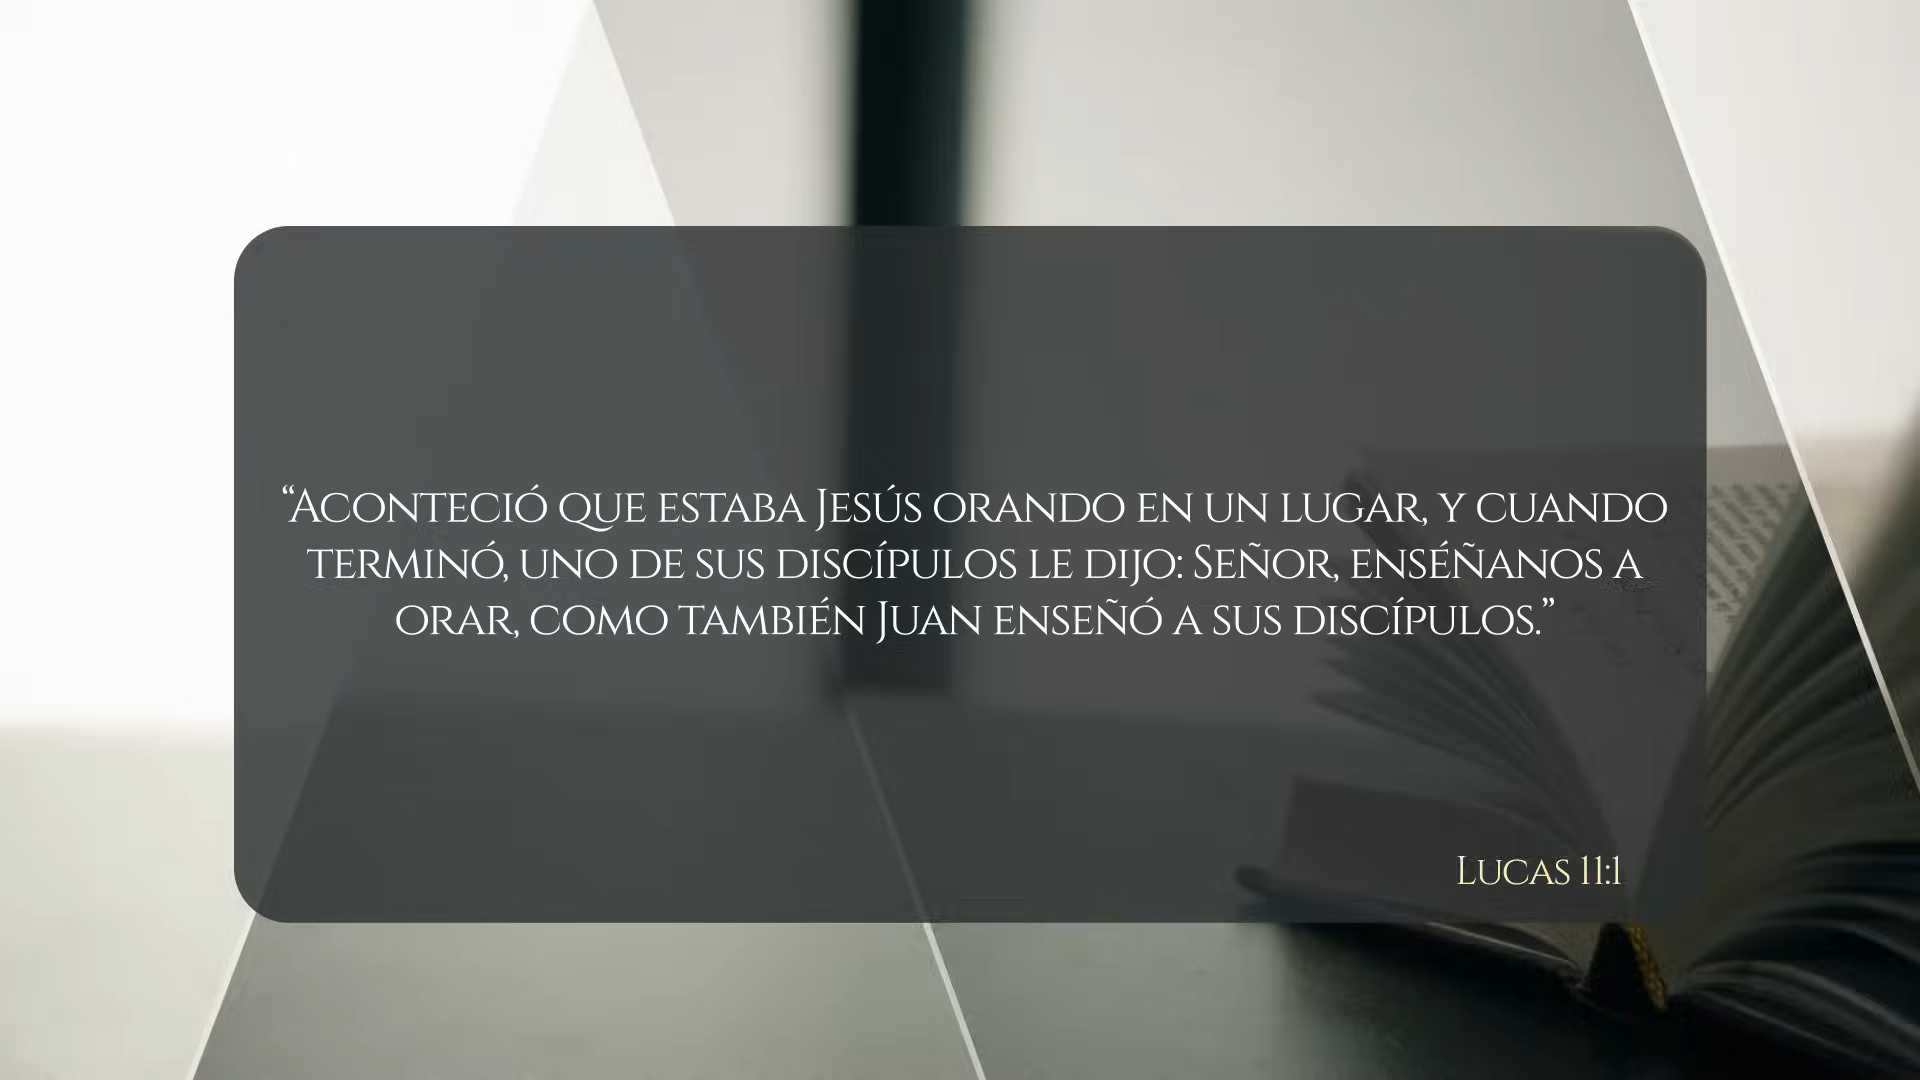 “Aconteció que estaba Jesús orando en un lugar, y cuando
terminó, uno de sus discípulos le dijo: Señor, enséñanos a
orar, como también Juan enseñó a sus discípulos.”
Lucas 11:1